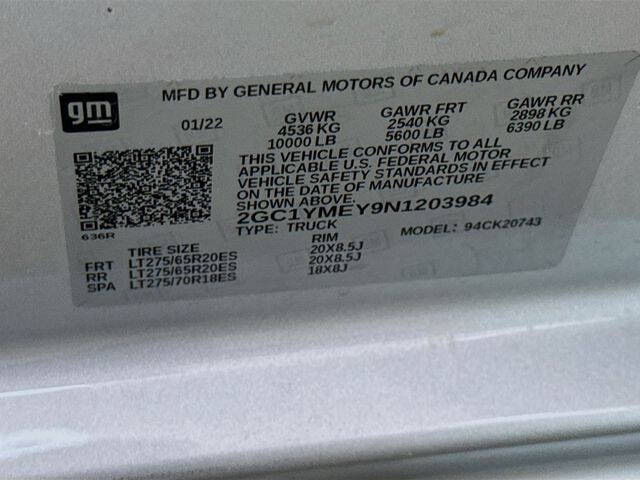 gm
MFD BY GENERAL MOTORS OF CANADA COMPANY
01/22 GVWR GAWR FRT GAWR RR
4536 KG 2540 KG 2898 KG
10000 LB 5600 LB 6390 LB
THIS VEHICLE CONFORMS TO ALL
APPLICABLE U.S. FEDERAL MOTOR
VEHICLE SAFETY STANDARDS IN EFFECT
ON THE DATE OF MANUFACTURE
SHOWN ABOVE.
2GC1YMEY9N1203984
636R TYPE: TRUCK MODEL: 94CK20743
TIRE SIZE RIM
FRT LT275/65R20ES 20X8.5J
RR LT275/65R20ES 20X8.5J
SPA LT275/70R18ES 18X8J